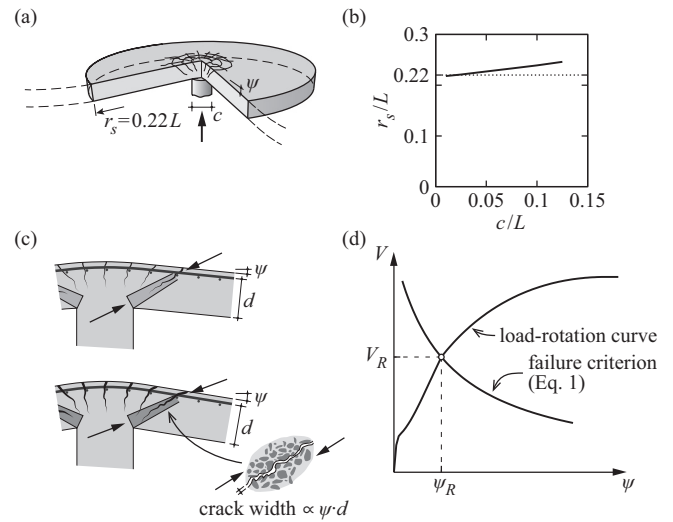 (a)
ψ
r_s=0.22L
c
(b)
0.3
0.22
0.1
0
r_s/L
0 0.05 0.1 0.15
c/L
(c)
ψ
d
ψ
d
crack width ∝ ψ·d
(d)
V
load-rotation curve
V_R
failure criterion
(Eq. 1)
ψ_R
ψ